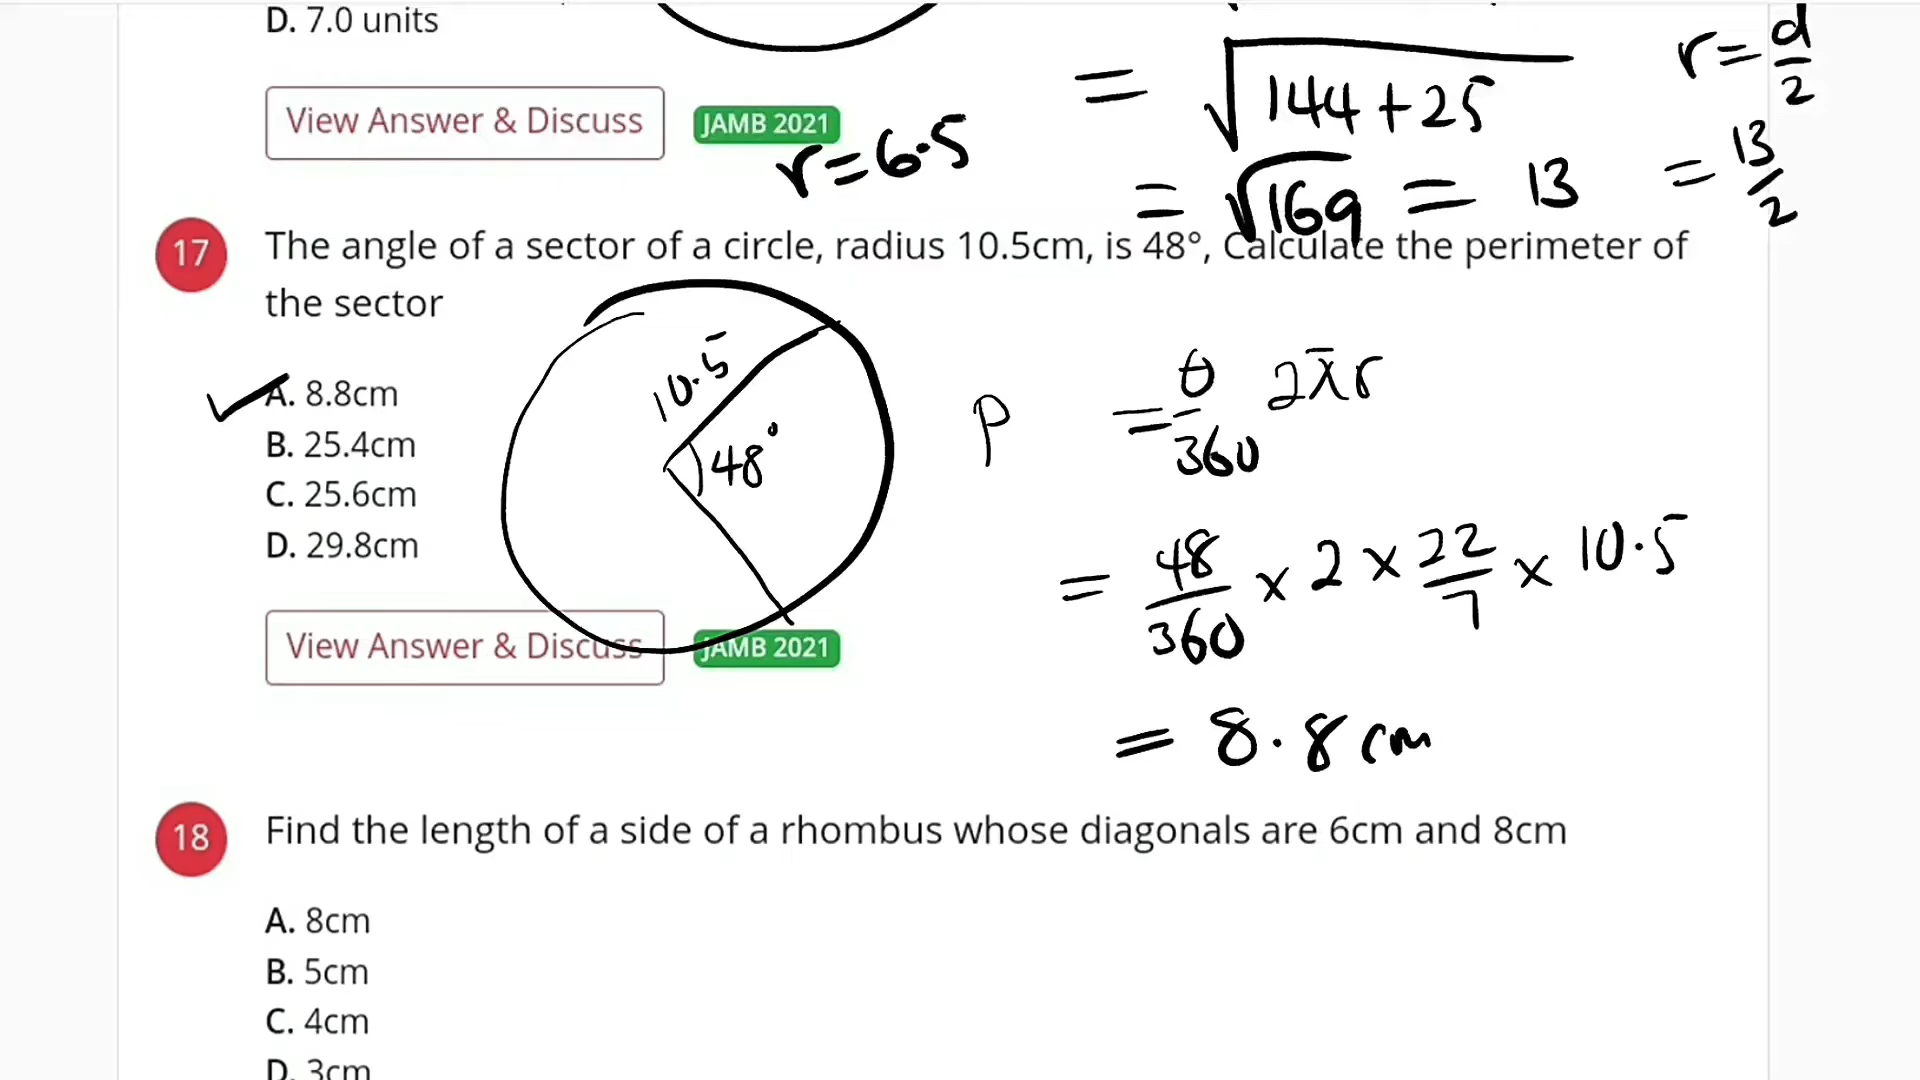 D. 7.0 units
r=d/2
= √144+25
View Answer & Discuss JAMB 2021
r=6.5
= √169 = 13
= 13/2
17 The angle of a sector of a circle, radius 10.5cm, is 48°, Calculate the perimeter of
the sector
10.5
48°
A. 8.8cm
B. 25.4cm
C. 25.6cm
D. 29.8cm
P = θ/360 2πr
= 48/360 × 2 × 22/7 × 10.5
= 8.8cm
View Answer & Discuss JAMB 2021
18 Find the length of a side of a rhombus whose diagonals are 6cm and 8cm
A. 8cm
B. 5cm
C. 4cm
D. 3cm